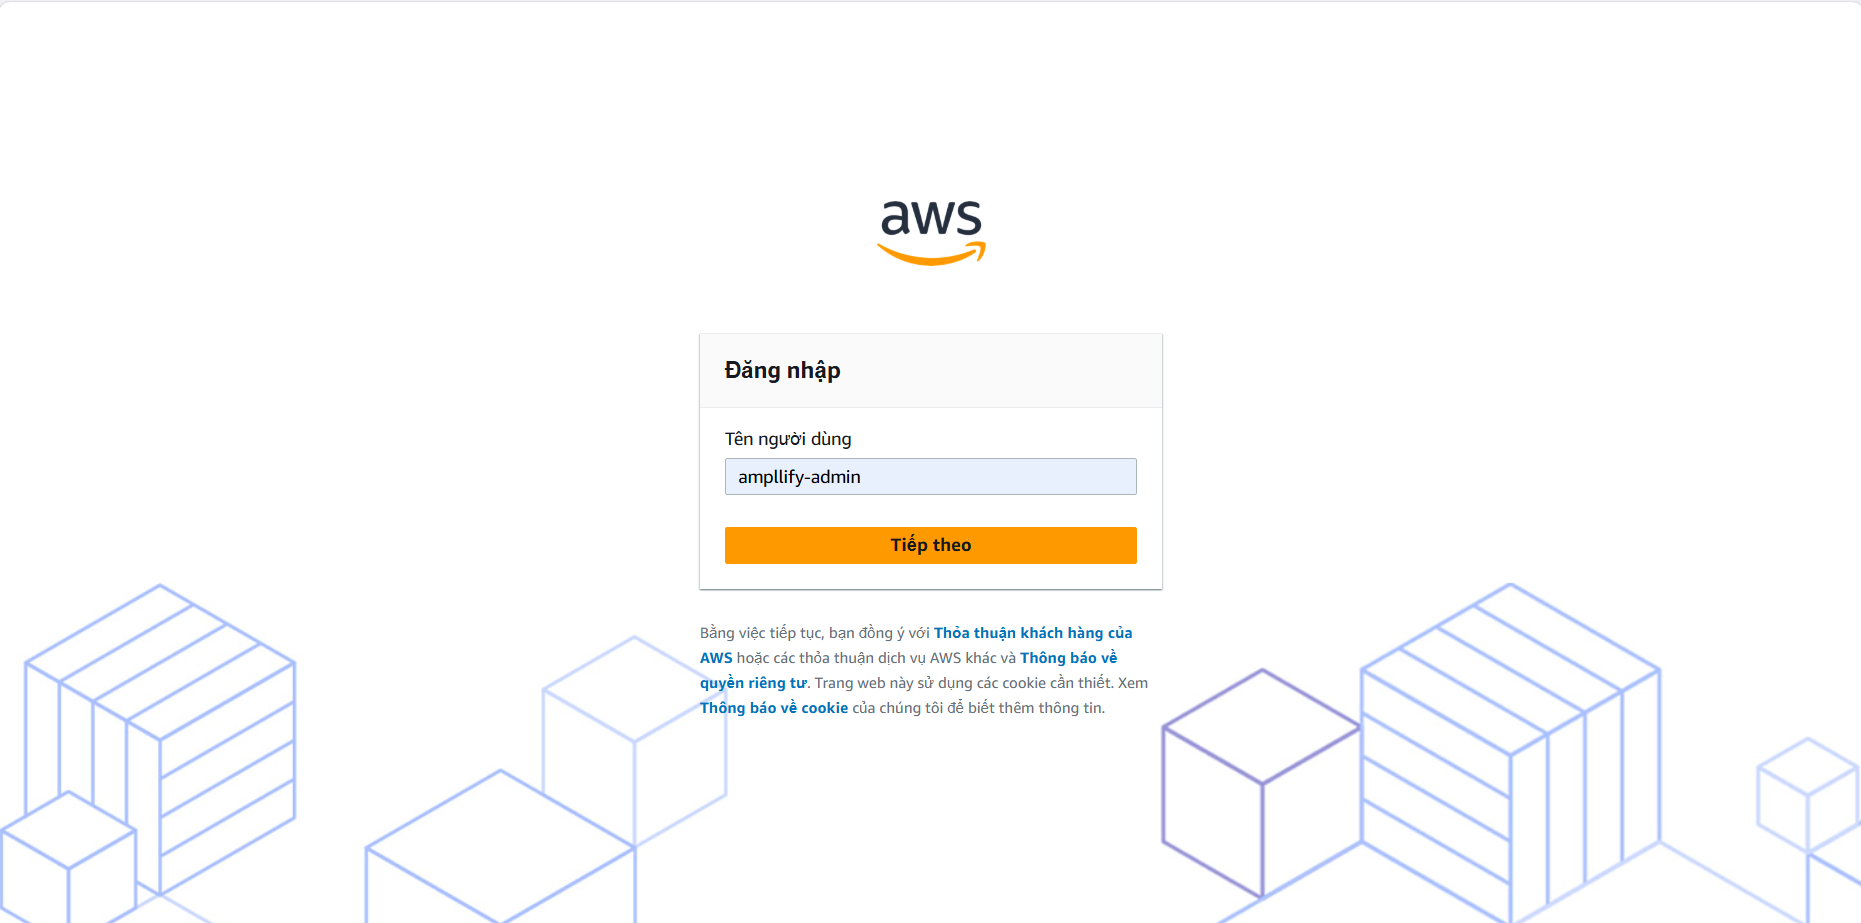 aws
Đăng nhập
Tên người dùng
ampllify-admin
Tiếp theo
Bằng việc tiếp tục, bạn đồng ý với Thỏa thuận khách hàng của
AWS hoặc các thỏa thuận dịch vụ AWS khác và Thông báo về
quyền riêng tư. Trang web này sử dụng các cookie cần thiết. Xem
Thông báo về cookie của chúng tôi để biết thêm thông tin.